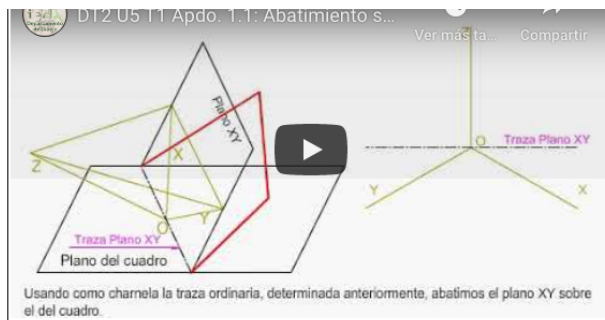 DT2 U5 T1 Apdo. 1.1: Abatimiento s...
Ver más ta...
Compartir
Plano XY
X
Z
O
Y
Traza Plano XY
Plano del cuadro
O
Traza Plano XY
Y
X
Usando como charnela la traza ordinaria, determinada anteriormente, abatimos el plano XY sobre
el del cuadro.